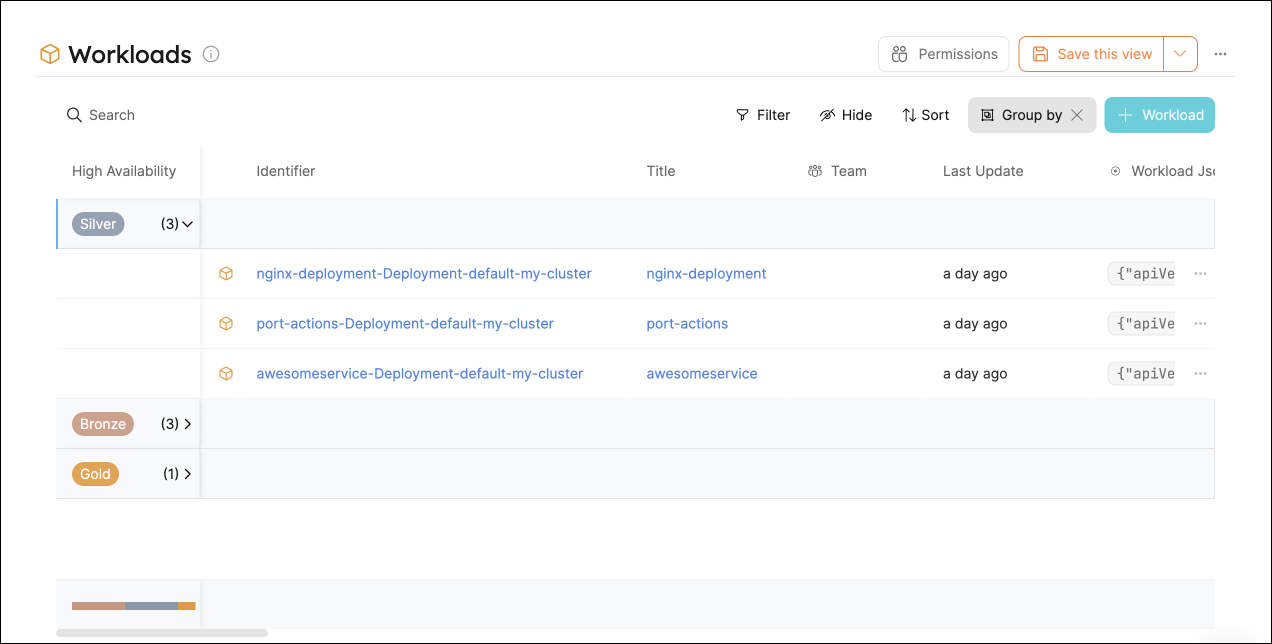 Workloads
Permissions
Save this view
Search
Filter
Hide
Sort
Group by
Workload
High Availability
Identifier
Title
Team
Last Update
Workload Jsc
Silver (3)
nginx-deployment-Deployment-default-my-cluster nginx-deployment a day ago {"apiVe
port-actions-Deployment-default-my-cluster port-actions a day ago {"apiVe
awesomeservice-Deployment-default-my-cluster awesomeservice a day ago {"apiVe
Bronze (3)
Gold (1)